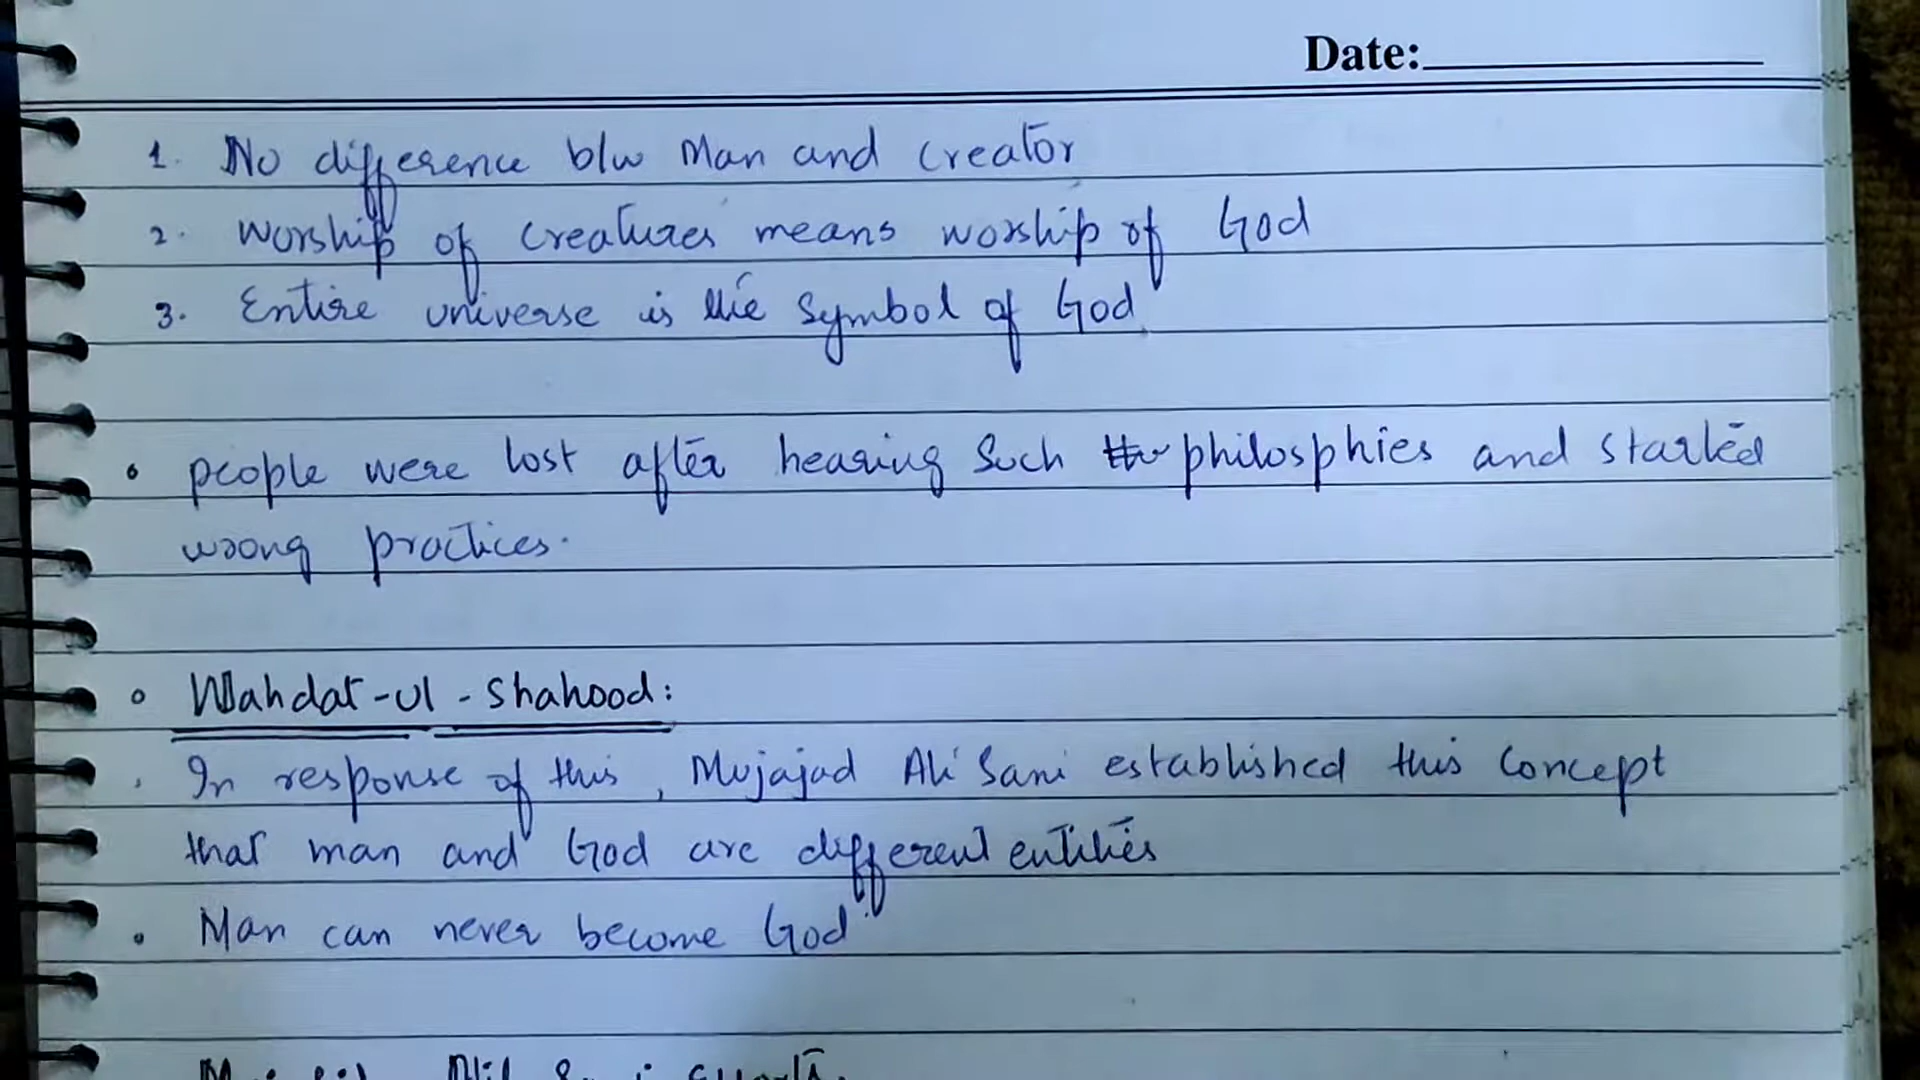 Date:
1. No difference b/w Man and Creator
2. Worship of Creatures means worship of God
3. Entire universe is the Symbol of God
people were lost after hearing Such philosphies and started
wrong practices.
Wahdat-ul-Shahood:
In response of this, Mujajad Ali Sani established this Concept
that man and God are different entities
Man can never become God